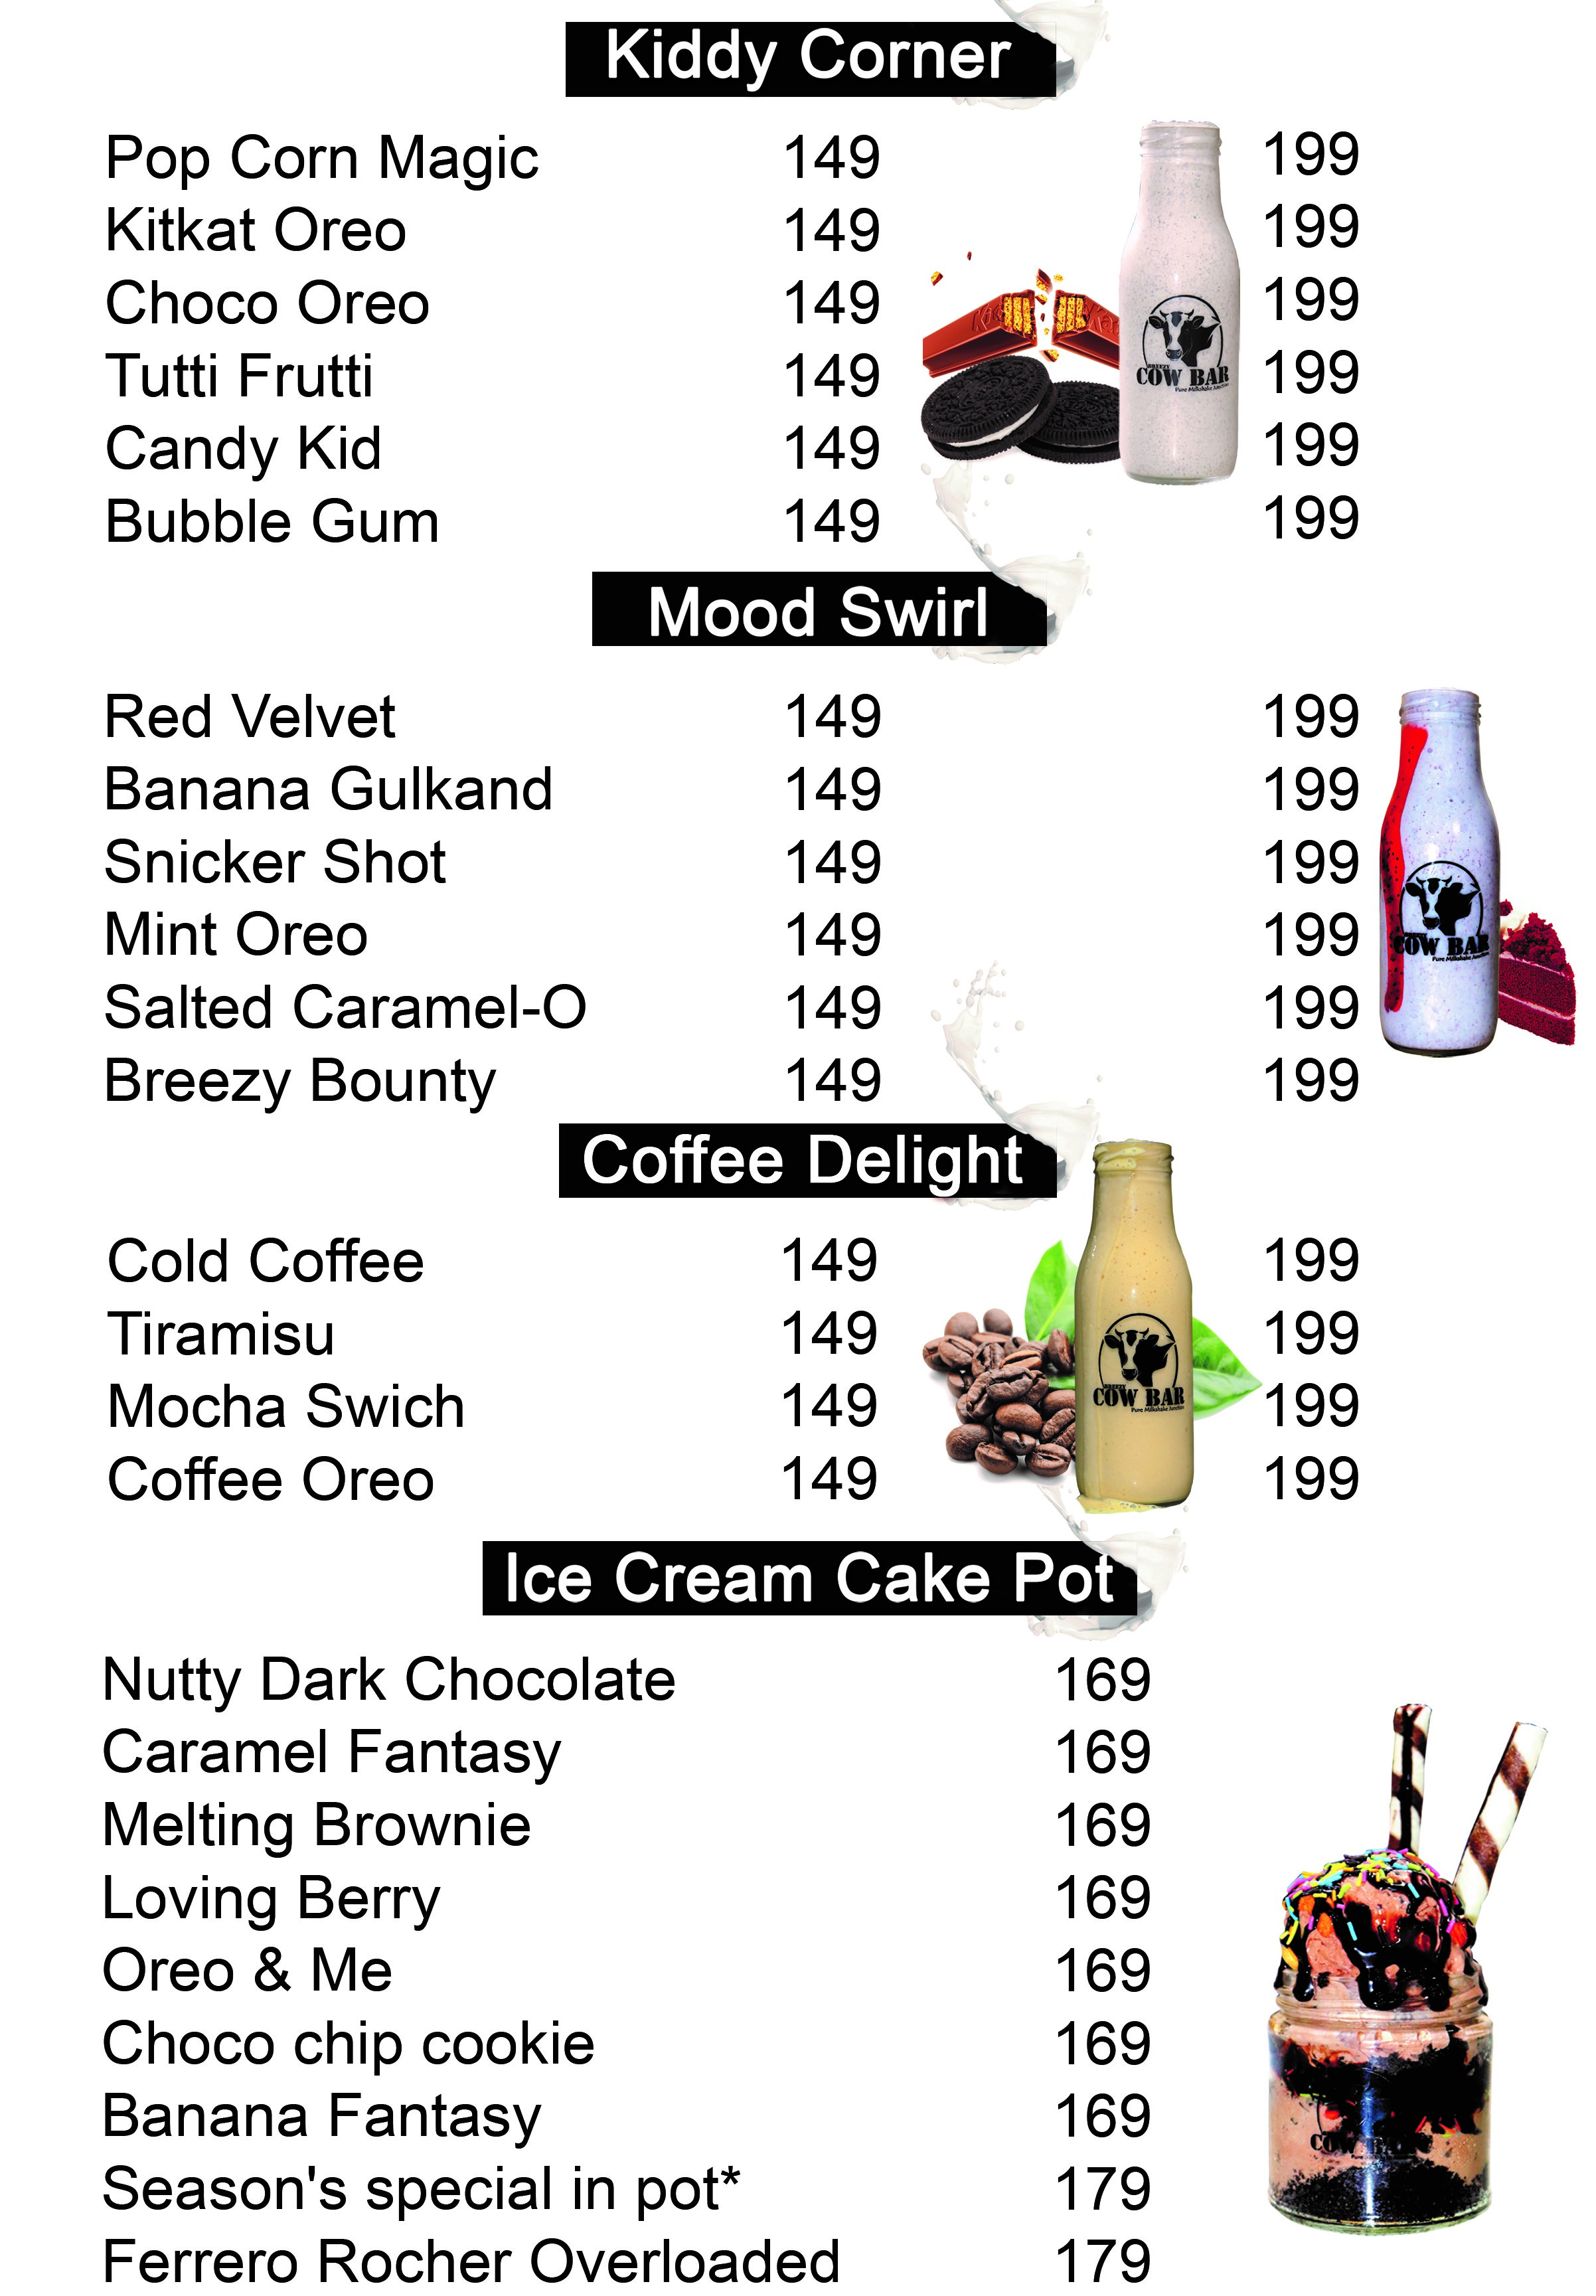 Kiddy Corner
Pop Corn Magic 149 199
Kitkat Oreo 149 199
Choco Oreo 149 199
Tutti Frutti 149 199
Candy Kid 149 199
Bubble Gum 149 199
BREEZY
COW BAR
Pure Milkshake Junction
Mood Swirl
Red Velvet 149 199
Banana Gulkand 149 199
Snicker Shot 149 199
Mint Oreo 149 199
Salted Caramel-O 149 199
Breezy Bounty 149 199
COW BAR
Pure Milkshake Junction
Coffee Delight
Cold Coffee 149 199
Tiramisu 149 199
Mocha Swich 149 199
Coffee Oreo 149 199
BREEZY
COW BAR
Pure Milkshake Junction
Ice Cream Cake Pot
Nutty Dark Chocolate 169
Caramel Fantasy 169
Melting Brownie 169
Loving Berry 169
Oreo & Me 169
Choco chip cookie 169
Banana Fantasy 169
Season's special in pot* 179
Ferrero Rocher Overloaded 179
COW BAR